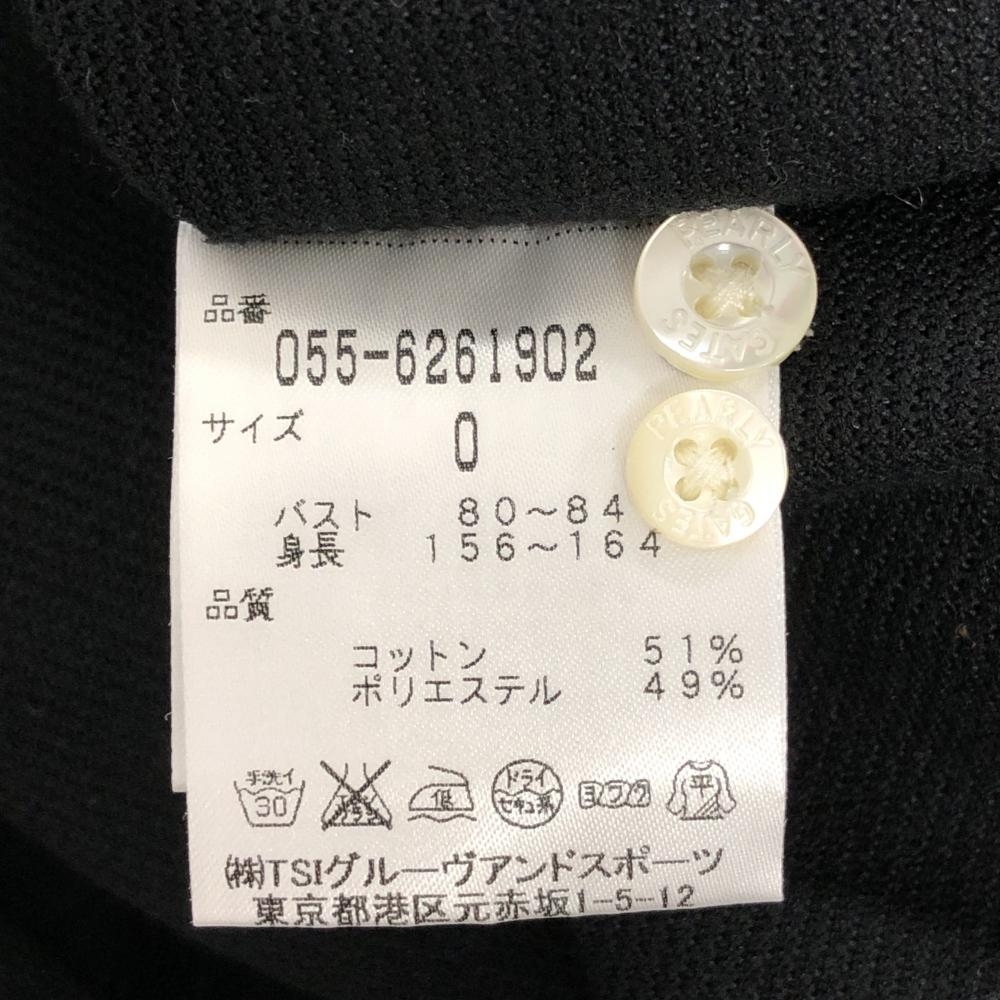 品番
055-6261902
サイズ
0
バスト 80～84
身長 156～164
品質
コットン 51%
ポリエステル 49%
手洗イ
30
低
ドライ
セキユ系
ヨワク
平
(株)TSIグルーヴアンドスポーツ
東京都港区元赤坂1-5-12
PEARLY
GATES
PEARLY
GATES